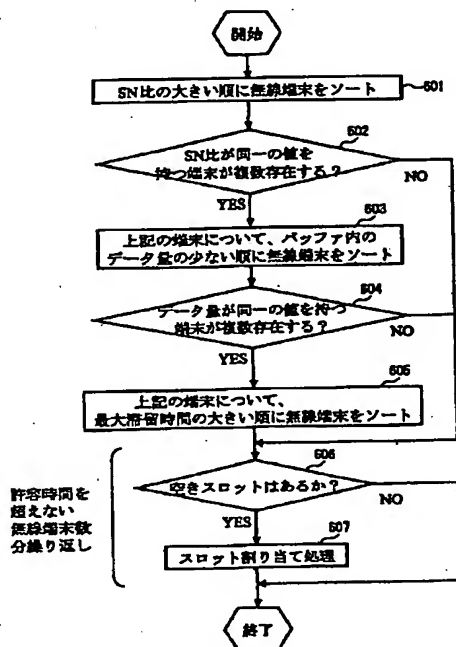 開始
SN比の大きい順に無線端末をソート
601
602
SN比が同一の値を
持つ端末が複数存在する？
NO
YES
603
上記の端末について、バッファ内の
データ量の少ない順に無線端末をソート
604
データ量が同一の値を持つ
端末が複数存在する？
NO
YES
605
上記の端末について、
最大滞留時間の大きい順に無線端末をソート
606
空きスロットはあるか？
NO
許容時間を
超えない
無線端末数
分繰り返し
YES
607
スロット割り当て処理
終了